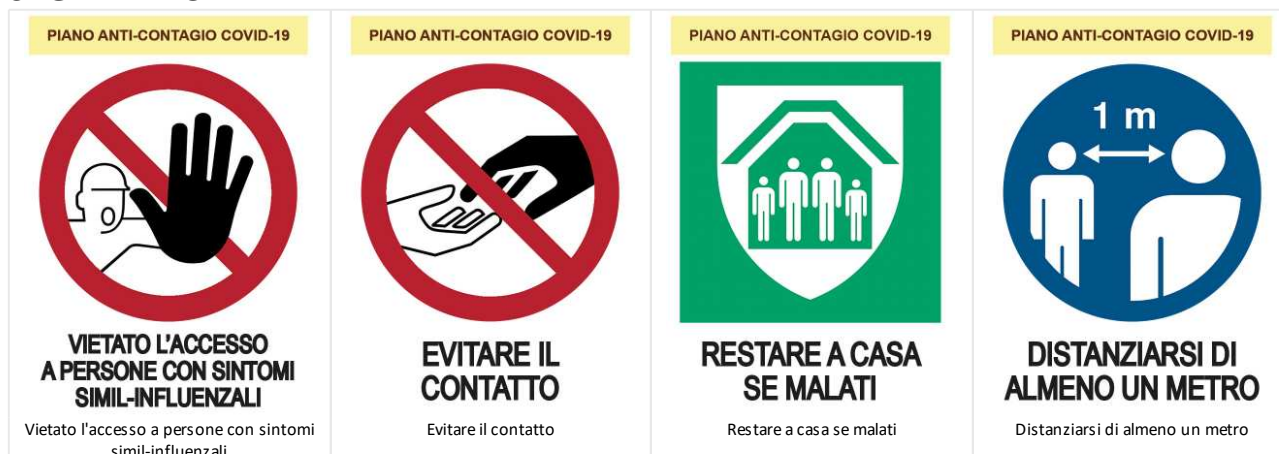 PIANO ANTI-CONTAGIO COVID-19
VIETATO L'ACCESSO
A PERSONE CON SINTOMI
SIMIL-INFLUENZALI
Vietato l'accesso a persone con sintomi
simil-influenzali
PIANO ANTI-CONTAGIO COVID-19
EVITARE IL
CONTATTO
Evitare il contatto
PIANO ANTI-CONTAGIO COVID-19
RESTARE A CASA
SE MALATI
Restare a casa se malati
PIANO ANTI-CONTAGIO COVID-19
1 m
DISTANZIARSI DI
ALMENO UN METRO
Distanziarsi di almeno un metro